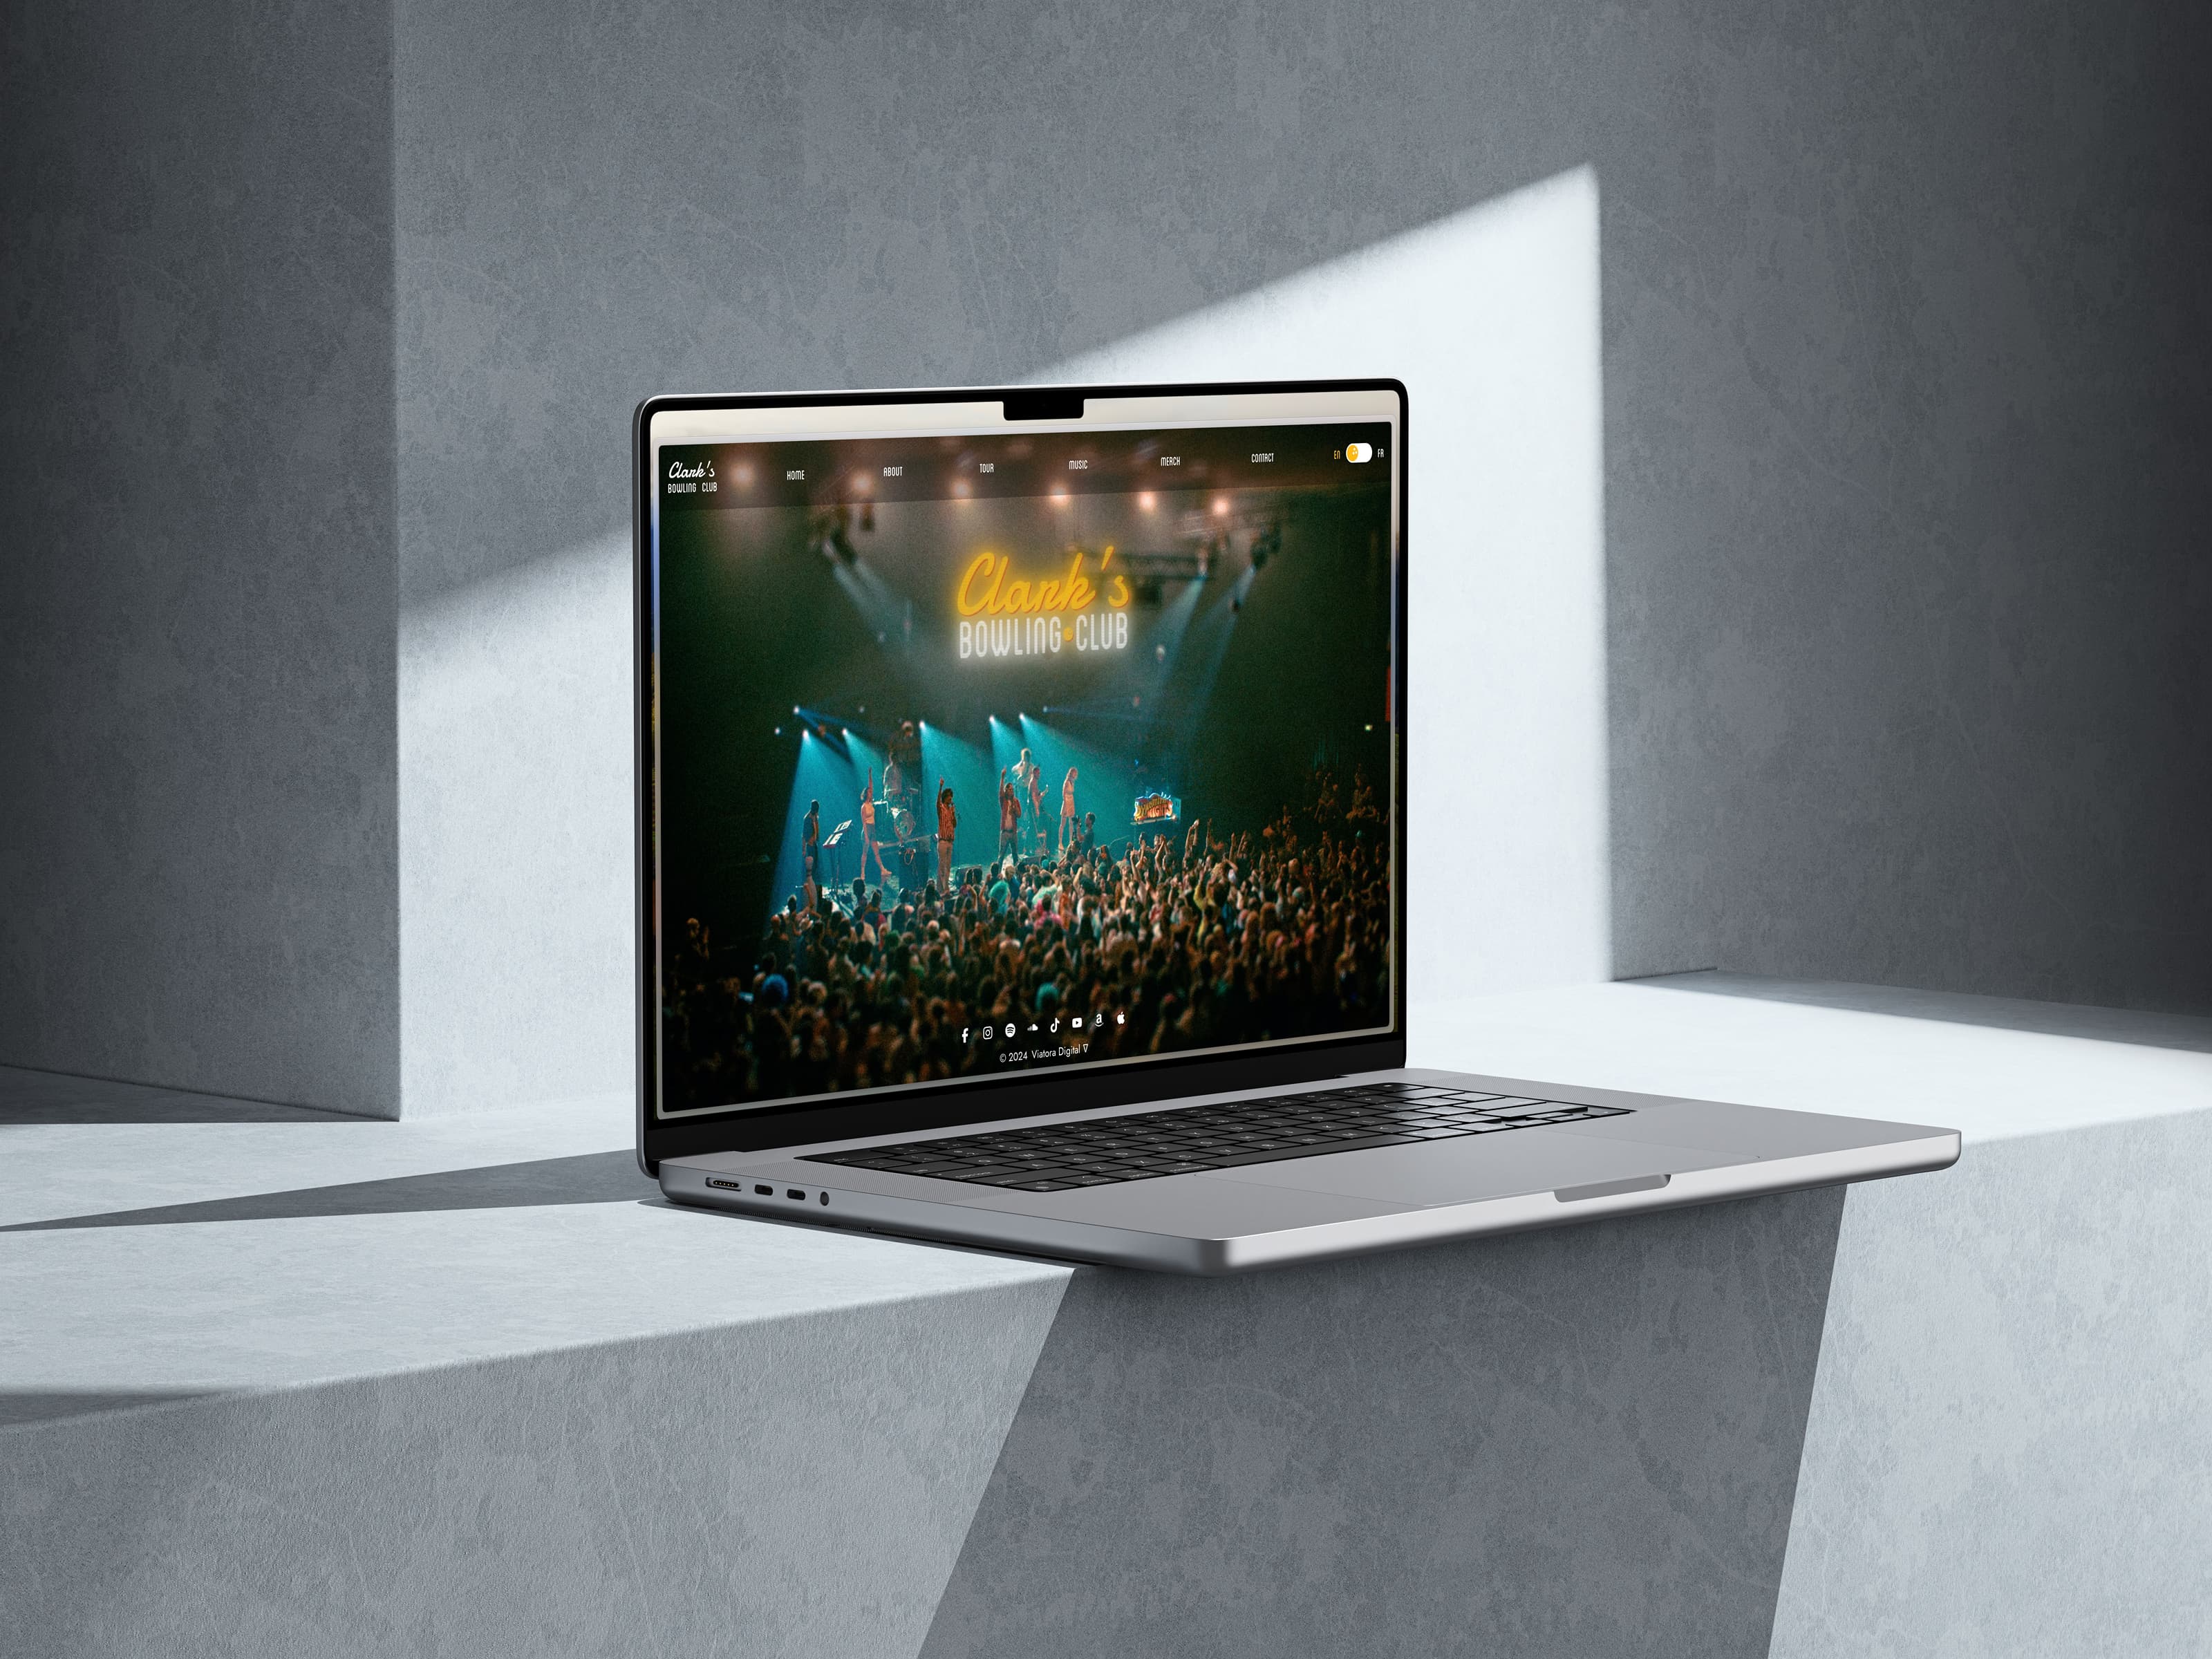 Clark's
BOWLING CLUB
HOME
ABOUT
TOUR
MUSIC
MERCH
CONTACT
EN
FR
Clark's
BOWLING•CLUB
© 2024 Viatora Digital ∇